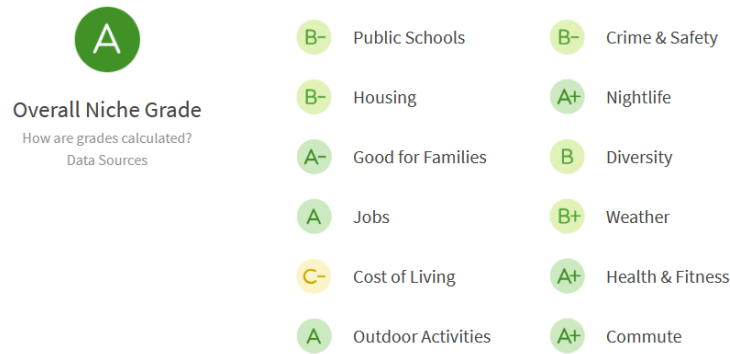 A
Overall Niche Grade
How are grades calculated?
Data Sources
B- Public Schools
B- Housing
A- Good for Families
A Jobs
C- Cost of Living
A Outdoor Activities
B- Crime & Safety
A+ Nightlife
B Diversity
B+ Weather
A+ Health & Fitness
A+ Commute